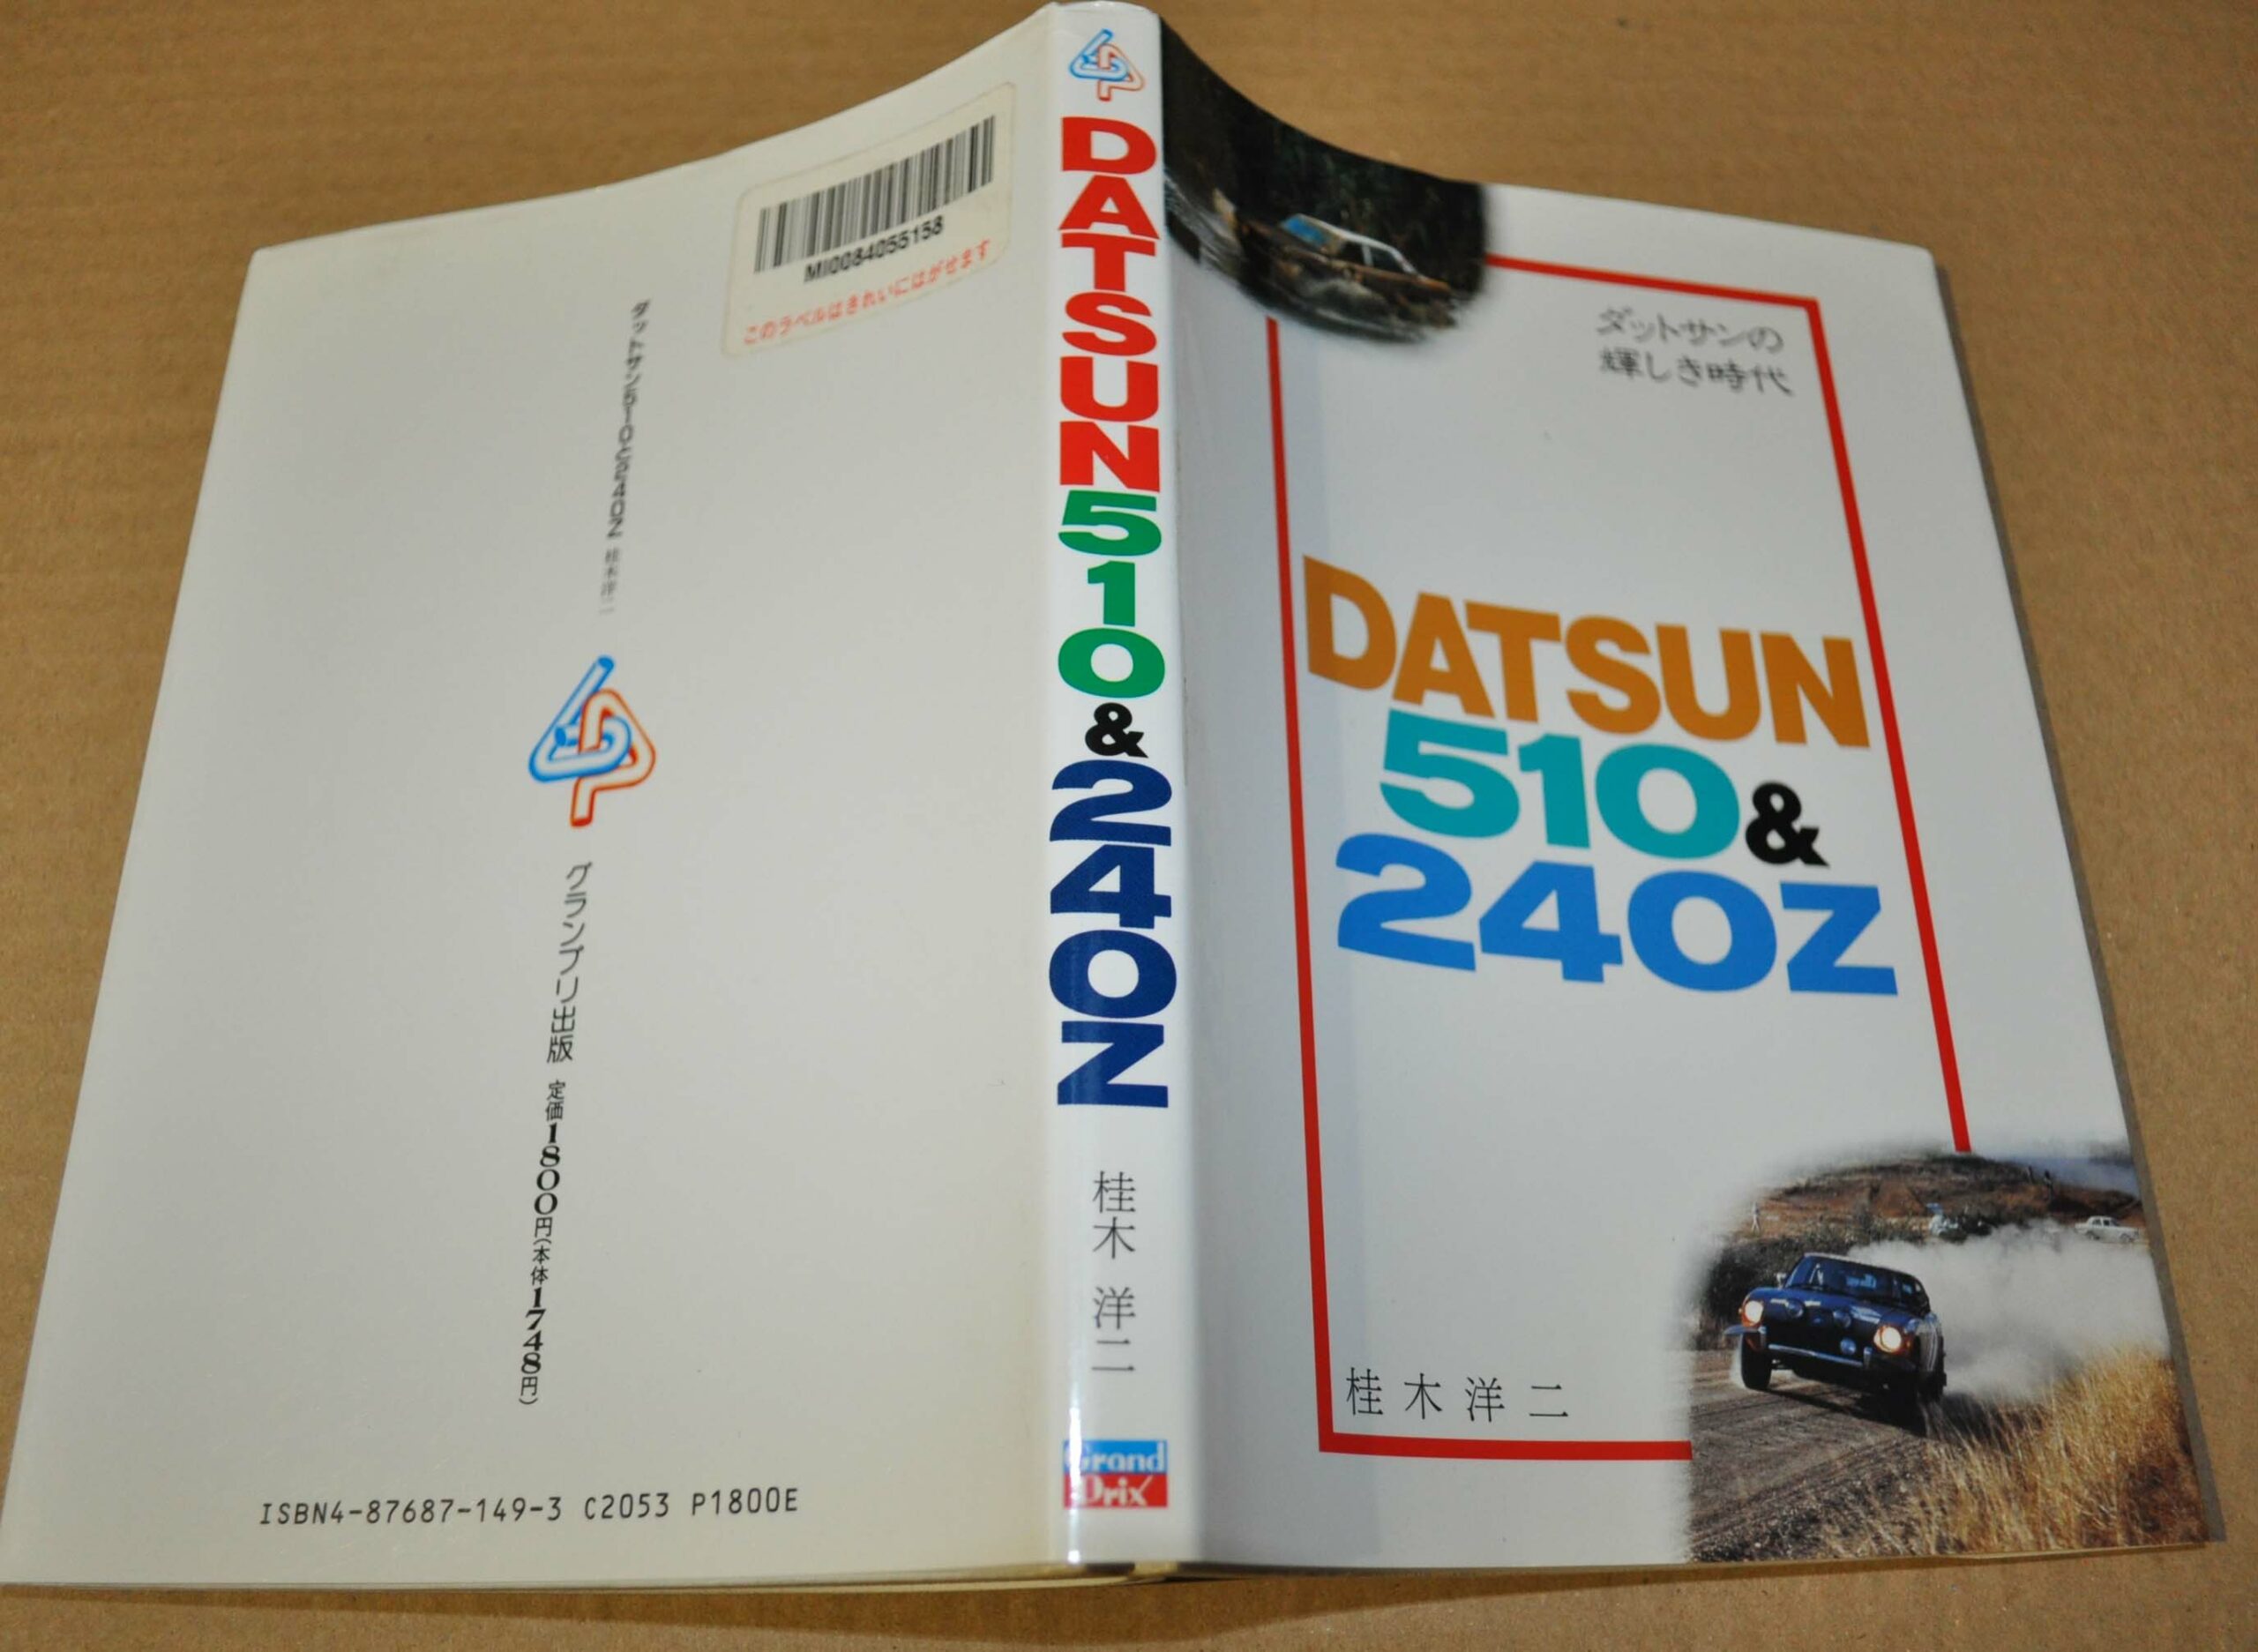 MI0084055158
このラベルはきれいにはがせます
ダットサン510と240Z 桂木洋二
グランプリ出版 定価1800円(本体1748円)
ISBN4-87687-149-3 C2053 P1800E
DATSUN510&240Z
桂木 洋二
Grand
Prix
ダットサンの
輝しき時代
DATSUN
510&
240Z
桂木洋二